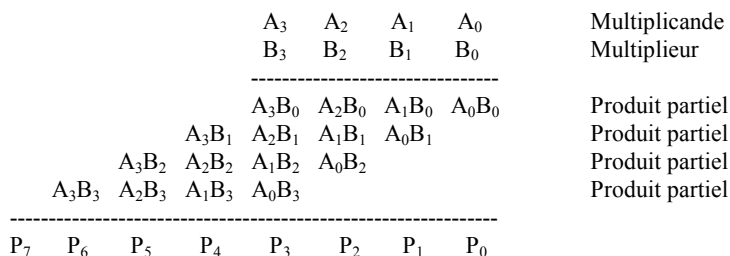 A₃ A₂ A₁ A₀ Multiplicande
B₃ B₂ B₁ B₀ Multiplieur
--------------------------------
A₃B₀ A₂B₀ A₁B₀ A₀B₀ Produit partiel
A₃B₁ A₂B₁ A₁B₁ A₀B₁ Produit partiel
A₃B₂ A₂B₂ A₁B₂ A₀B₂ Produit partiel
A₃B₃ A₂B₃ A₁B₃ A₀B₃ Produit partiel
----------------------------------------------------------------
P₇ P₆ P₅ P₄ P₃ P₂ P₁ P₀